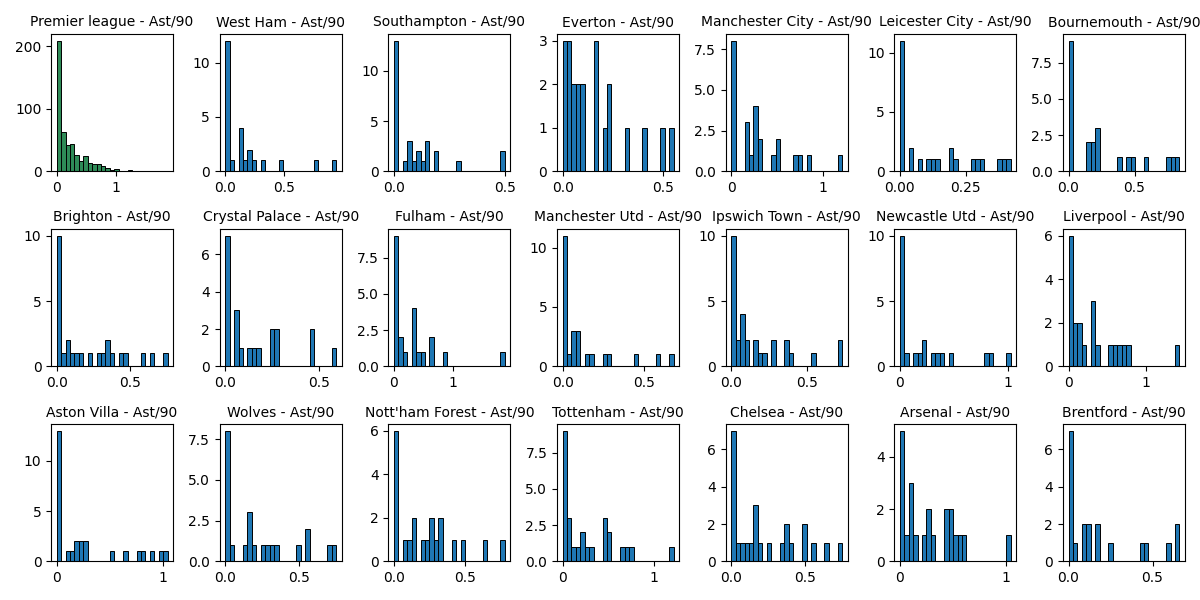 Premier league - Ast/90 West Ham - Ast/90 Southampton - Ast/90 Everton - Ast/90 Manchester City - Ast/90 Leicester City - Ast/90 Bournemouth - Ast/90
200 100 0 0 1
10 5 0 0.0 0.5
10 5 0 0.0 0.5
3 2 1 0 0.0 0.5
7.5 5.0 2.5 0.0 0 1
10 5 0 0.00 0.25
7.5 5.0 2.5 0.0 0.0 0.5
Brighton - Ast/90 Crystal Palace - Ast/90 Fulham - Ast/90 Manchester Utd - Ast/90 Ipswich Town - Ast/90 Newcastle Utd - Ast/90 Liverpool - Ast/90
10 5 0 0.0 0.5
6 4 2 0 0.0 0.5
7.5 5.0 2.5 0.0 0 1
10 5 0 0.0 0.5
10 5 0 0.0 0.5
10 5 0 0 1
6 4 2 0 0 1
Aston Villa - Ast/90 Wolves - Ast/90 Nott'ham Forest - Ast/90 Tottenham - Ast/90 Chelsea - Ast/90 Arsenal - Ast/90 Brentford - Ast/90
10 5 0 0 1
7.5 5.0 2.5 0.0 0.0 0.5
6 4 2 0 0.0 0.5
7.5 5.0 2.5 0.0 0 1
6 4 2 0 0.0 0.5
4 2 0 0 1
6 4 2 0 0.0 0.5